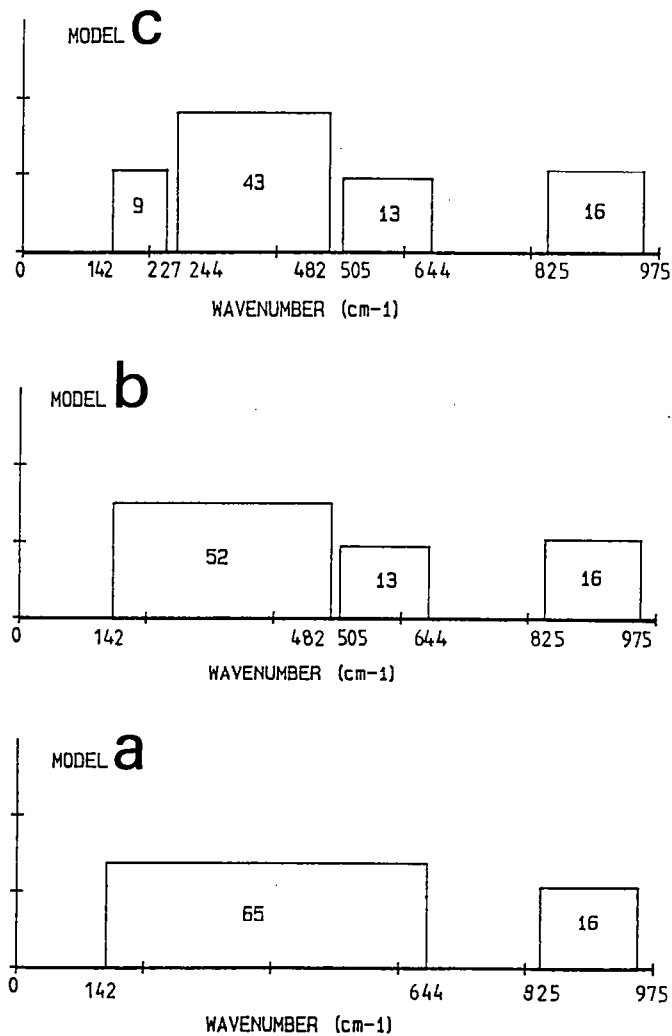 MODEL C
9
43
13
16
0 142 227 244 482 505 644 825 975
WAVENUMBER (cm-1)
MODEL b
52
13
16
0 142 482 505 644 825 975
WAVENUMBER (cm-1)
MODEL a
65
16
0 142 644 825 975
WAVENUMBER (cm-1)